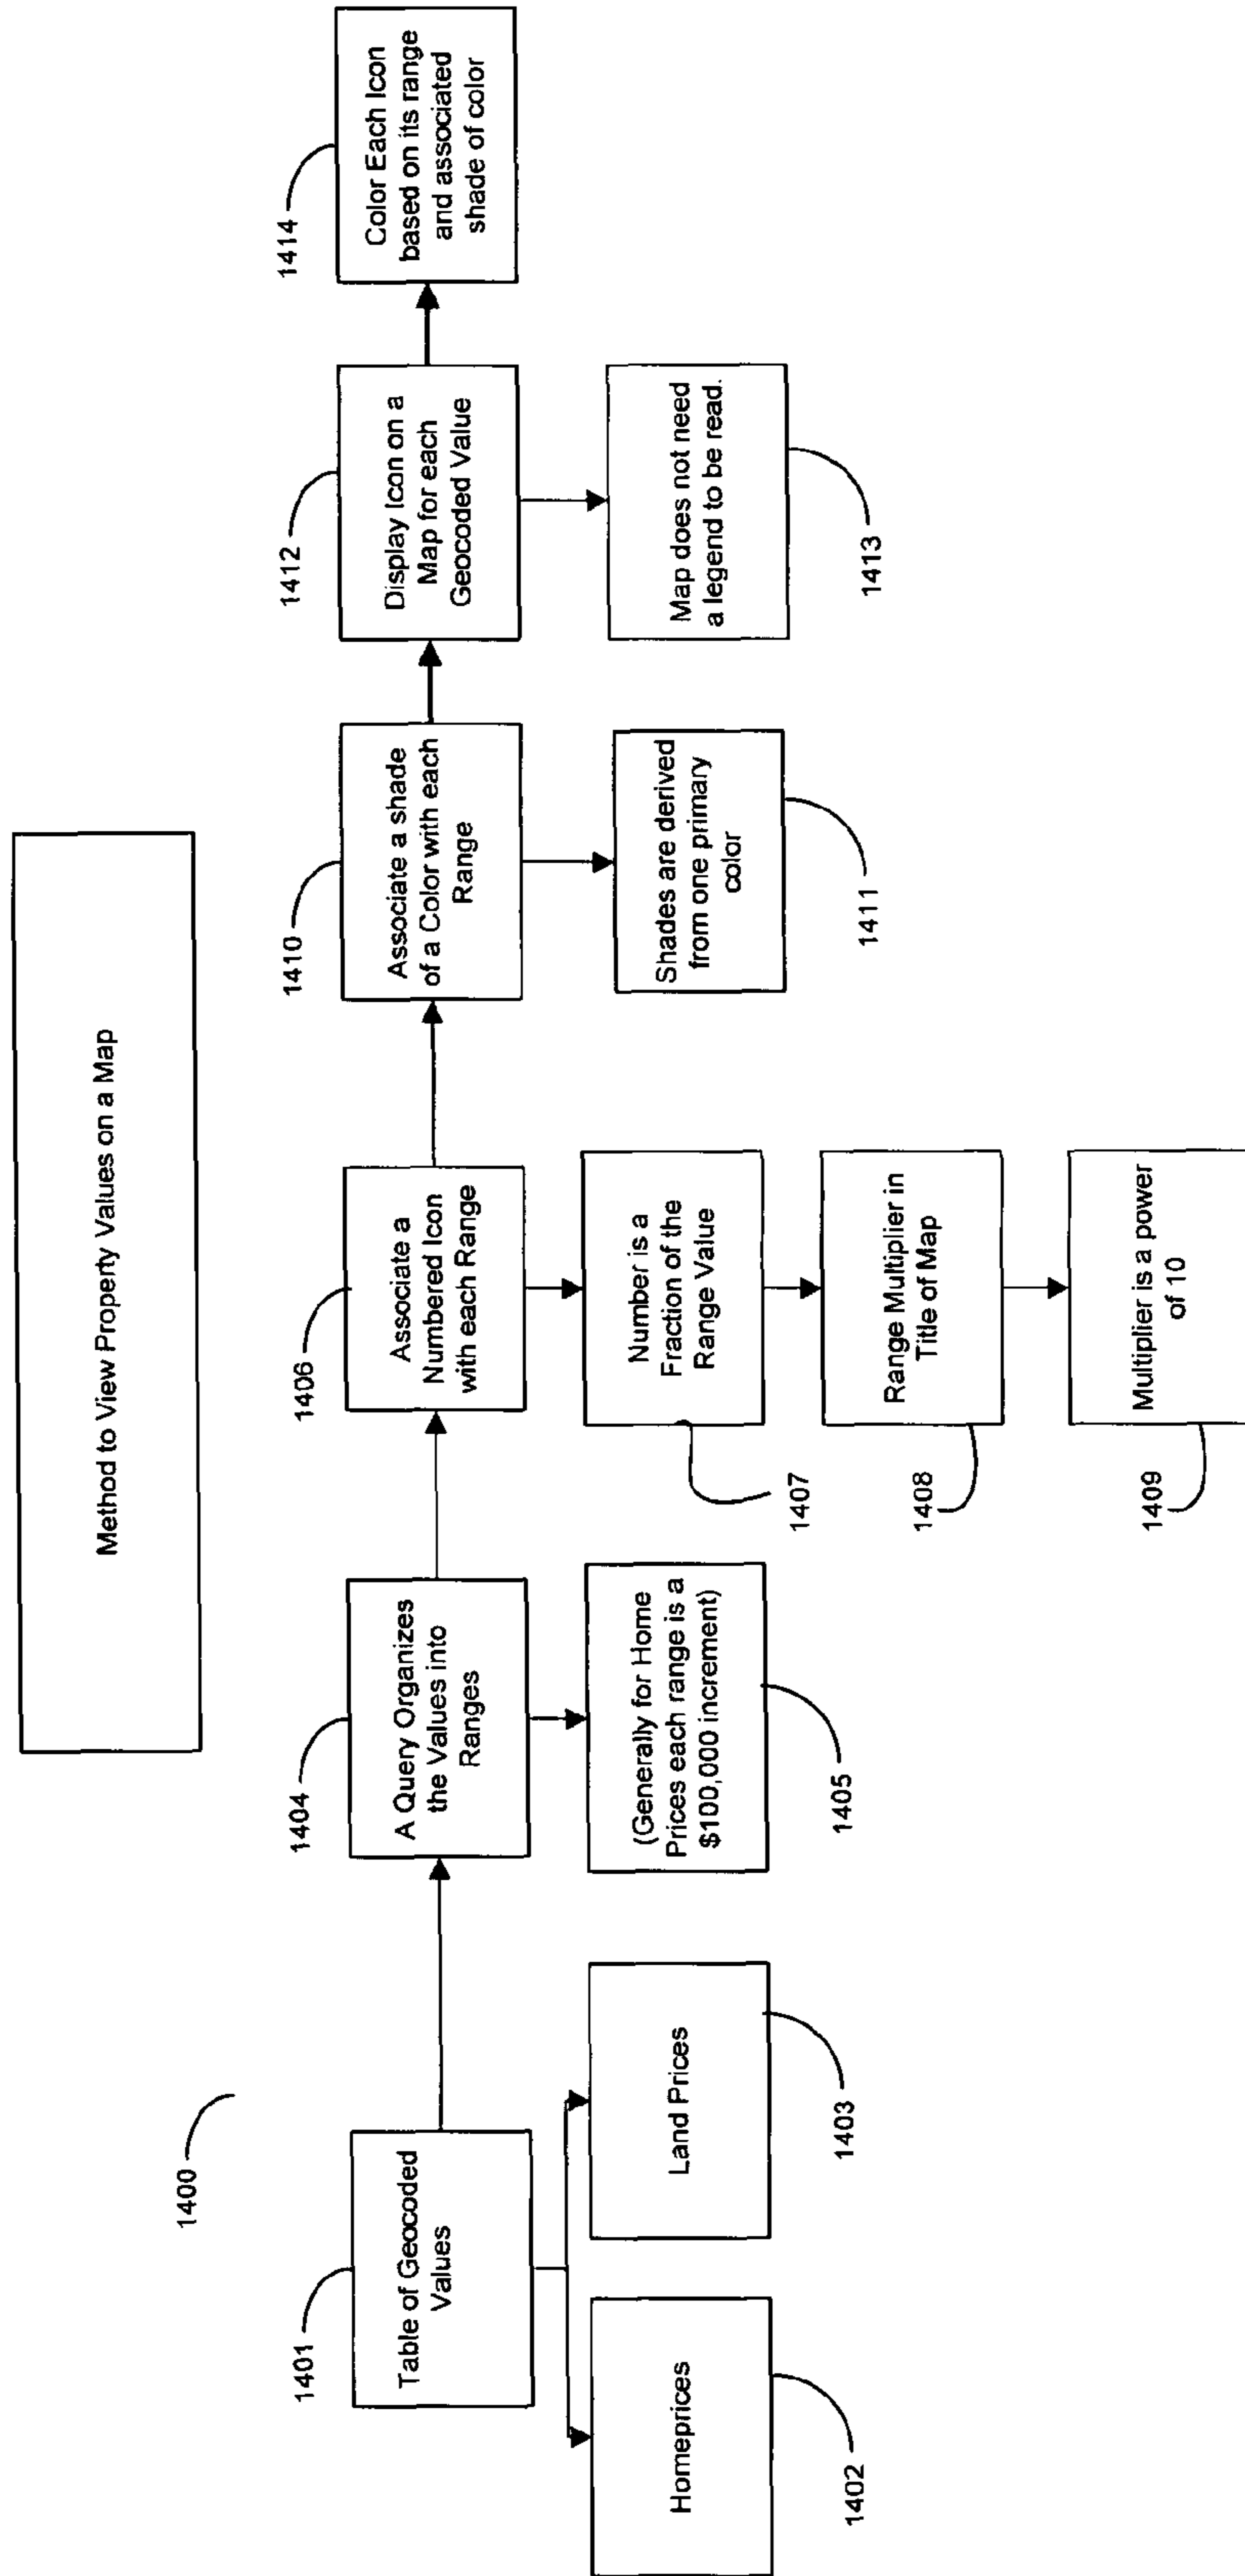 Method to View Property Values on a Map
1400
1401
Table of Geocoded
Values
Homeprices
1402
Land Prices
1403
1404
A Query Organizes
the Values into
Ranges
(Generally for Home
Prices each range is a
$100,000 increment)
1405
1406
Associate a
Numbered Icon
with each Range
Number is a
Fraction of the
Range Value
1407
Range Multiplier in
Title of Map
1408
Multiplier is a power
of 10
1409
1410
Associate a shade
of a Color with each
Range
Shades are derived
from one primary
color
1411
1412
Display Icon on a
Map for each
Geocoded Value
Map does not need
a legend to be read.
1413
1414
Color Each Icon
based on its range
and associated
shade of color